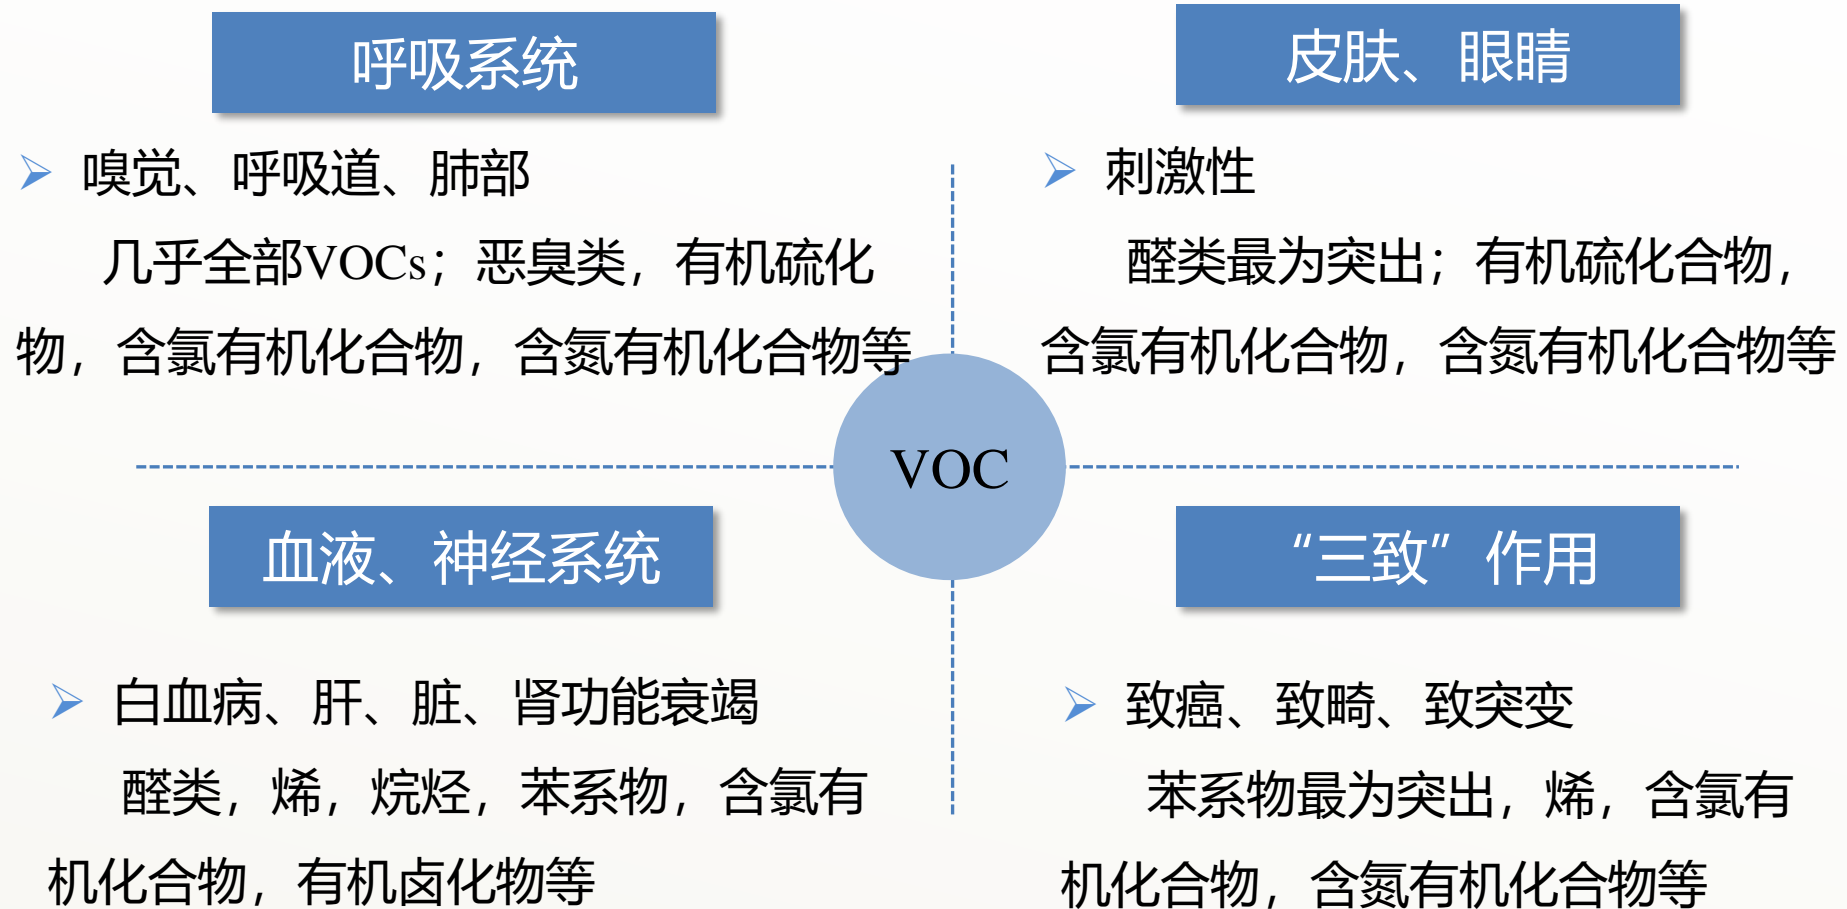 呼吸系统
嗅觉、呼吸道、肺部
几乎全部VOCs；恶臭类，有机硫化
物，含氯有机化合物，含氮有机化合物等
皮肤、眼睛
刺激性
醛类最为突出；有机硫化合物，
含氯有机化合物，含氮有机化合物等
VOC
血液、神经系统
白血病、肝、脏、肾功能衰竭
醛类，烯，烷烃，苯系物，含氯有
机化合物，有机卤化物等
“三致”作用
致癌、致畸、致突变
苯系物最为突出，烯，含氯有
机化合物，含氮有机化合物等